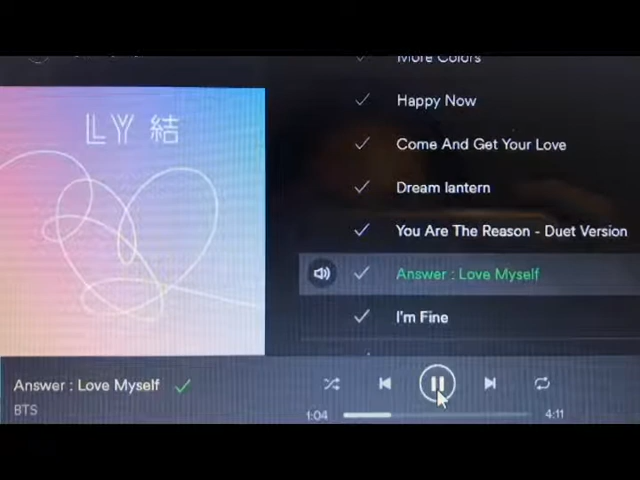 More Colors
LY 結
Happy Now
Come And Get Your Love
Dream lantern
You Are The Reason - Duet Version
Answer : Love Myself
I'm Fine
Answer : Love Myself
BTS
1:04
4:11